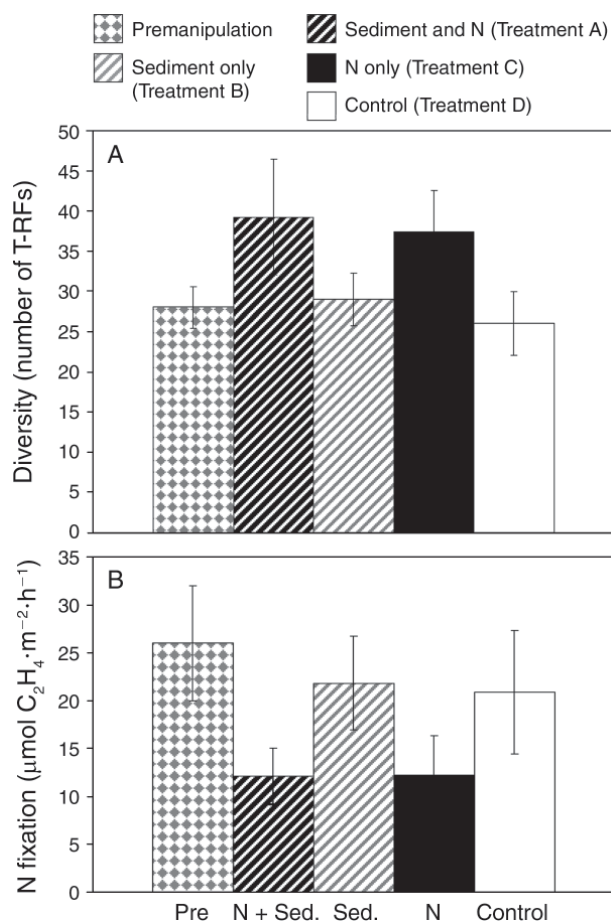 Premanipulation
Sediment only
(Treatment B)
Sediment and N (Treatment A)
N only (Treatment C)
Control (Treatment D)
A
Diversity (number of T-RFs)
50
45
40
35
30
25
20
15
10
5
0
B
N fixation (μmol C₂H₄·m⁻²·h⁻¹)
35
30
25
20
15
10
5
0
Pre N + Sed. Sed. N Control